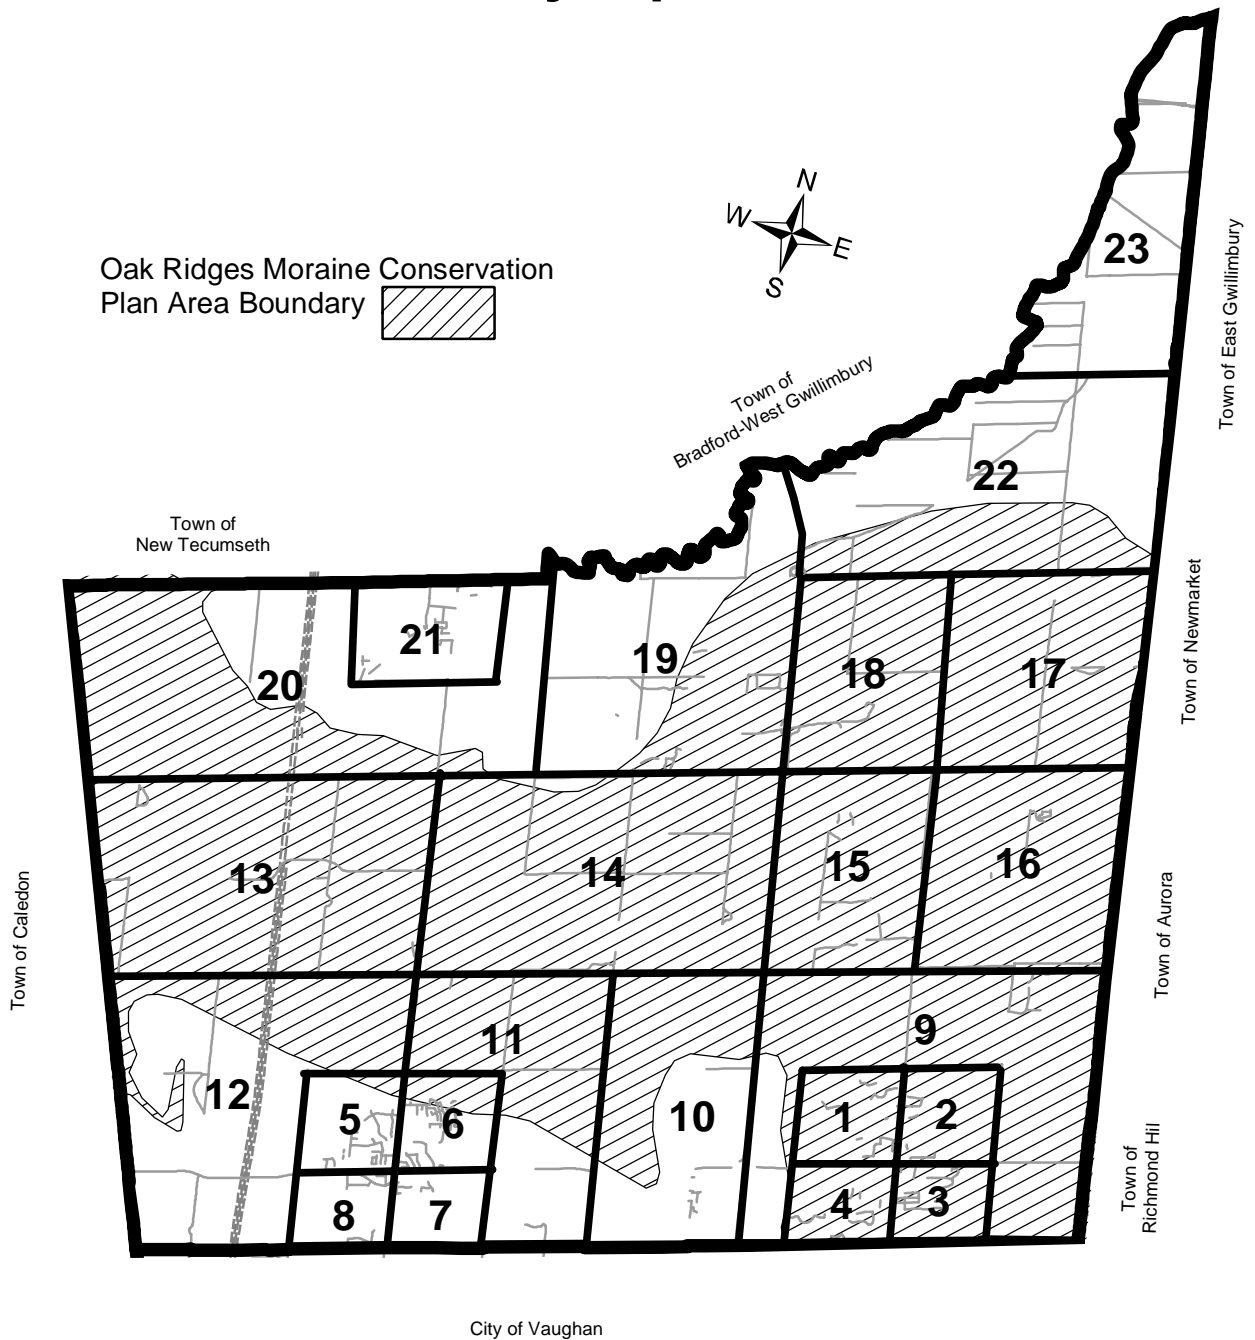 N
W
E
S
Oak Ridges Moraine Conservation
Plan Area Boundary
23
Town of East Gwillimbury
Town of
Bradford-West Gwillimbury
22
Town of
New Tecumseth
21
20
19
18
17
Town of Newmarket
13
14
15
16
Town of Caledon
Town of Aurora
12
11
9
5
6
10
1
2
8
7
4
3
Town of
Richmond Hil
City of Vaughan